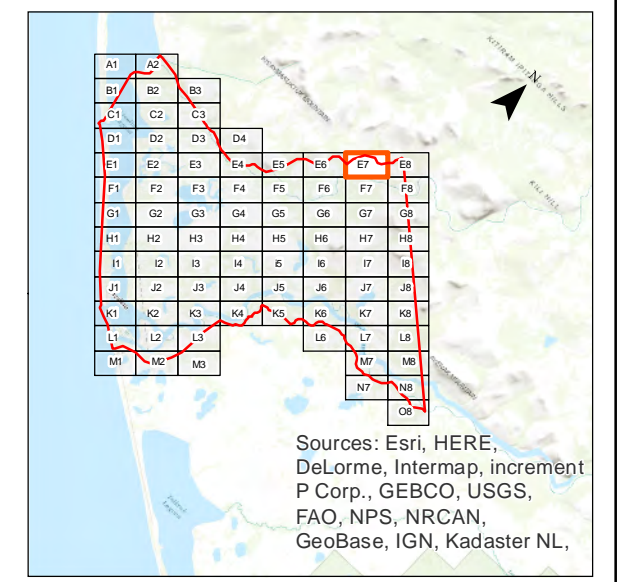 A1 A2
B1 B2 B3
C1 C2 C3
D1 D2 D3 D4
E1 E2 E3 E4 E5 E6 E7 E8
F1 F2 F3 F4 F5 F6 F7 F8
G1 G2 G3 G4 G5 G6 G7 G8
H1 H2 H3 H4 H5 H6 H7 H8
I1 I2 I3 I4 i5 I6 I7 I8
J1 J2 J3 J4 J5 J6 J7 J8
K1 K2 K3 K4 K5 K6 K7 K8
L1 L2 L3 L6 L7 L8
M1 M2 M3 M7 M8
N7 N8
O8
N
HILLS
MOUNTAIN
Sources: Esri, HERE,
DeLorme, Intermap, increment
P Corp., GEBCO, USGS,
FAO, NPS, NRCAN,
GeoBase, IGN, Kadaster NL,